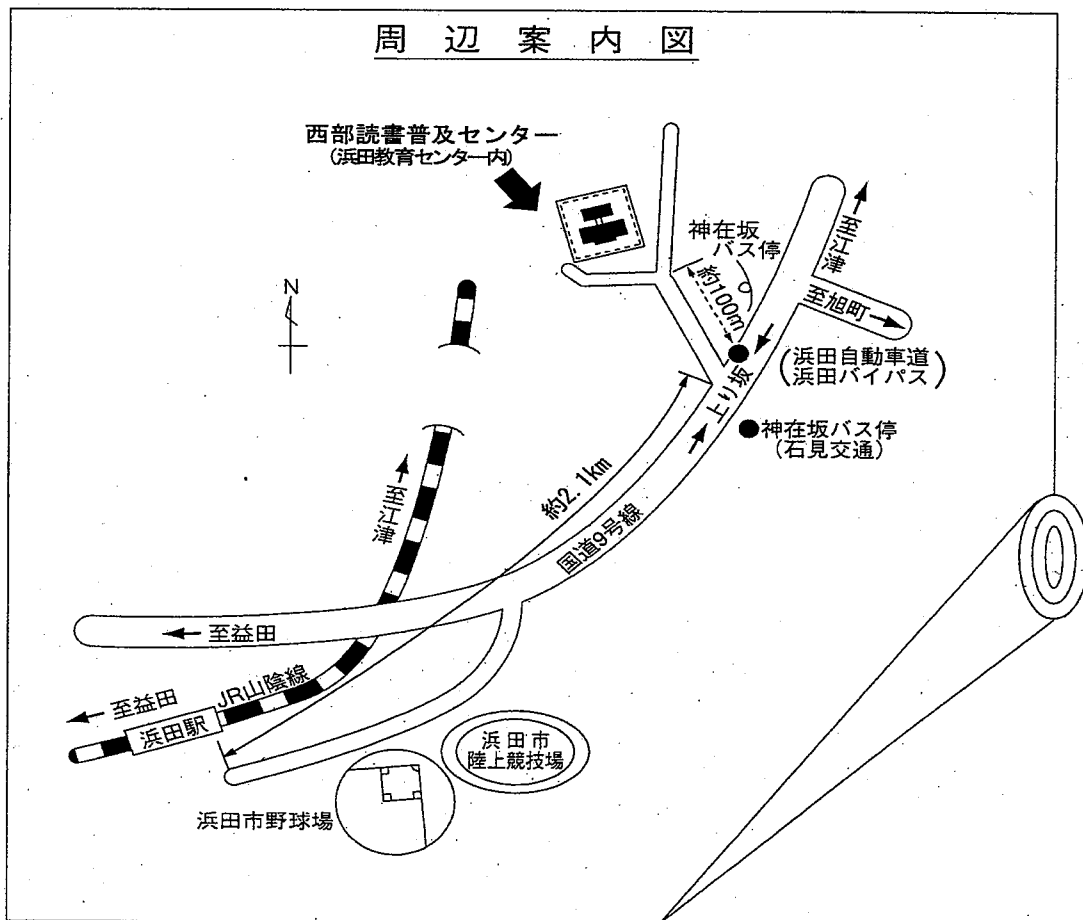 周辺案内図
西部読書普及センター
(浜田教育センター内)
神在坂
バス停
至江津
約100m
至旭町
N
(浜田自動車道
浜田バイパス)
上り坂
神在坂バス停
(石見交通)
至江津
約2.1km
国道9号線
至益田
JR山陰線
至益田
浜田駅
浜田市
陸上競技場
浜田市野球場